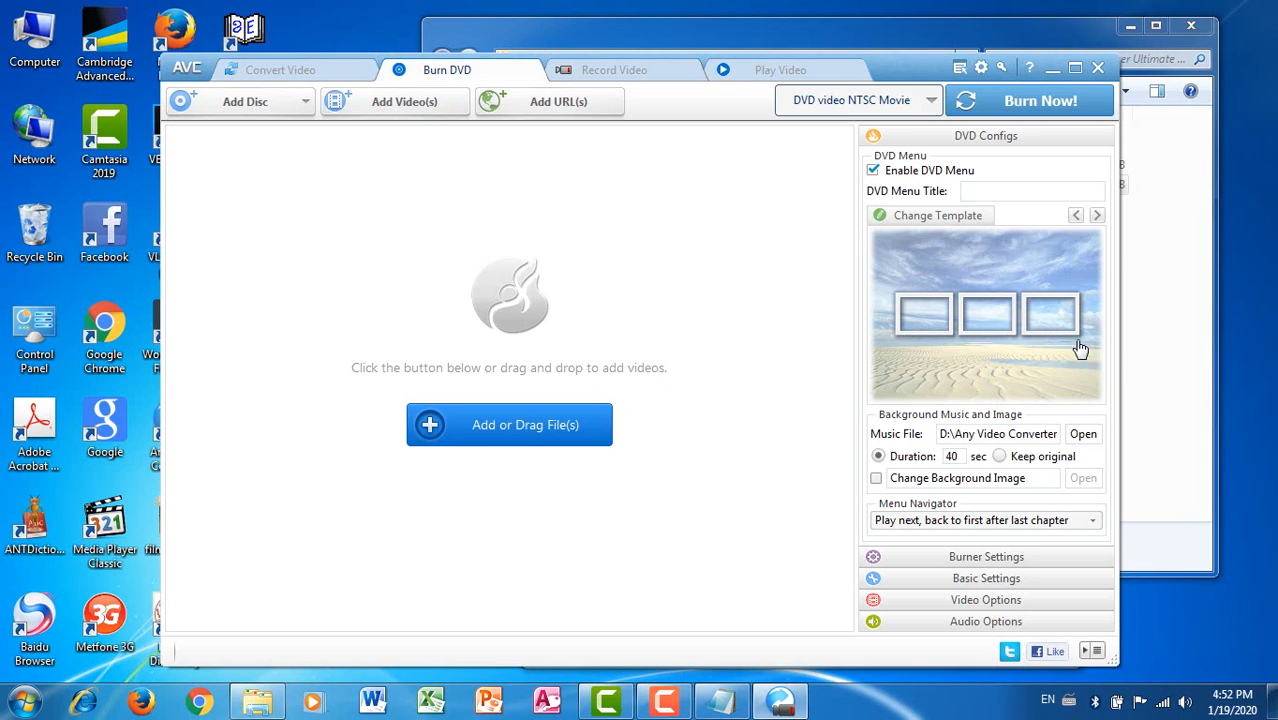 Computer
Cambridge
Advanced...
Network
Camtasia
2019
Recycle Bin
Facebook
Control
Panel
Google
Chrome
Adobe
Acrobat ...
Google
ANTDictio...
Media Player
Classic
Baidu
Browser
Metfone 3G
Ultimate ...
AVE
Convert Video
Burn DVD
Record Video
Play Video
Add Disc
Add Video(s)
Add URL(s)
DVD video NTSC Movie
Burn Now!
Click the button below or drag and drop to add videos.
Add or Drag File(s)
DVD Configs
DVD Menu
Enable DVD Menu
DVD Menu Title:
Change Template
Background Music and Image
Music File: D:\Any Video Converter Open
Duration: 40 sec Keep original
Change Background Image Open
Menu Navigator
Play next, back to first after last chapter
Burner Settings
Basic Settings
Video Options
Audio Options
Like
EN
4:52 PM
1/19/2020